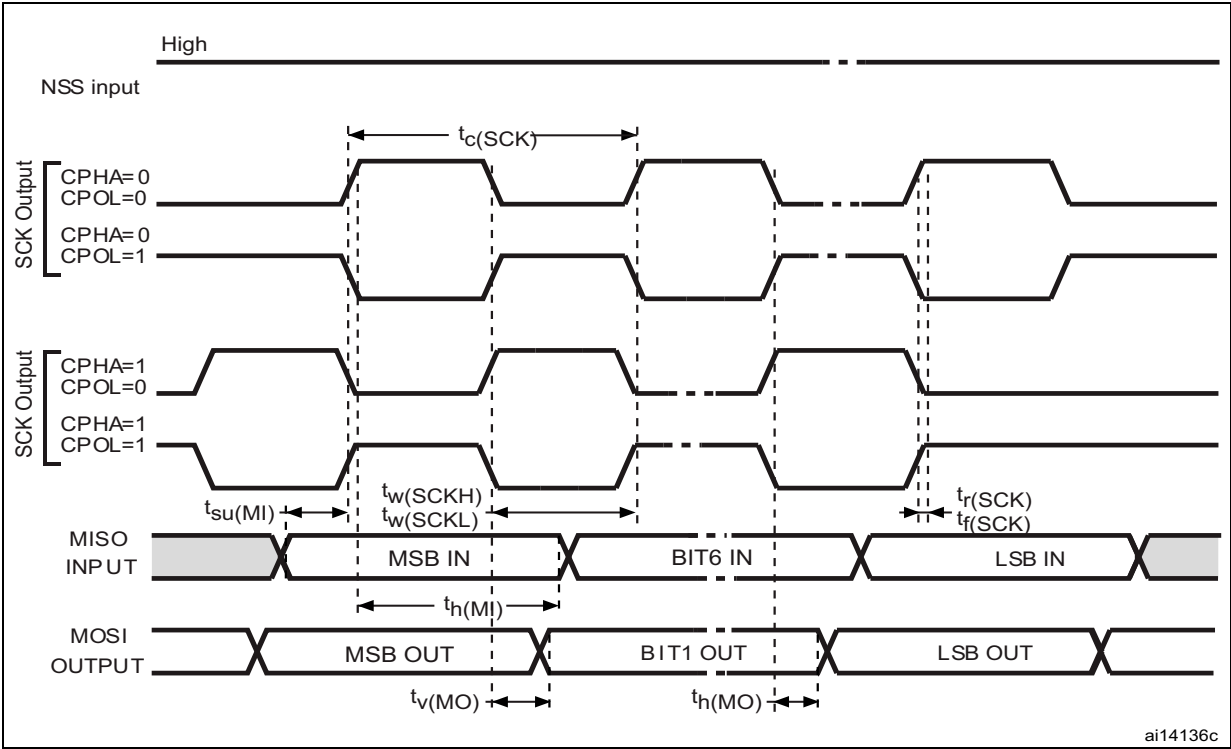 High
NSS input
tc(SCK)
SCK Output
CPHA=0
CPOL=0
CPHA=0
CPOL=1
SCK Output
CPHA=1
CPOL=0
CPHA=1
CPOL=1
tsu(MI)
tw(SCKH)
tw(SCKL)
tr(SCK)
tf(SCK)
MISO
INPUT
MSB IN
BIT6 IN
LSB IN
th(MI)
MOSI
OUTPUT
MSB OUT
BIT1 OUT
LSB OUT
tv(MO)
th(MO)
ai14136c